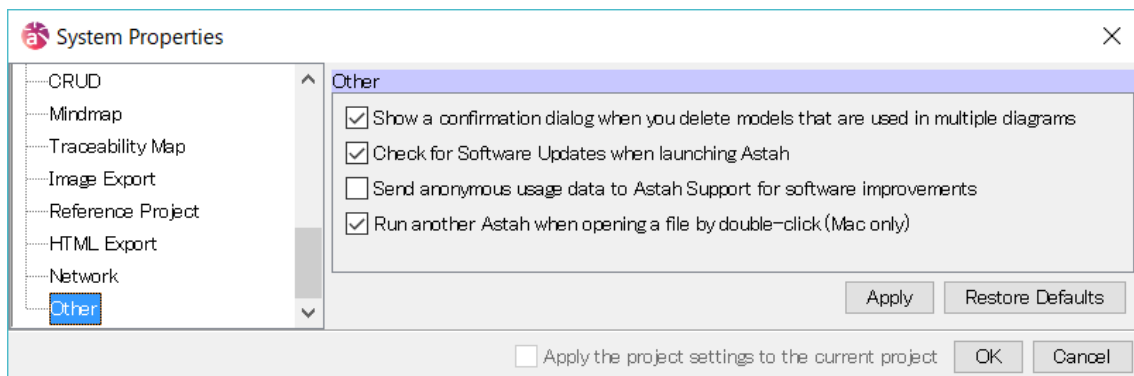 System Properties
CRUD
Mindmap
Traceability Map
Image Export
Reference Project
HTML Export
Network
Other
Other
Show a confirmation dialog when you delete models that are used in multiple diagrams
Check for Software Updates when launching Astah
Send anonymous usage data to Astah Support for software improvements
Run another Astah when opening a file by double-click (Mac only)
Apply Restore Defaults
Apply the project settings to the current project OK Cancel